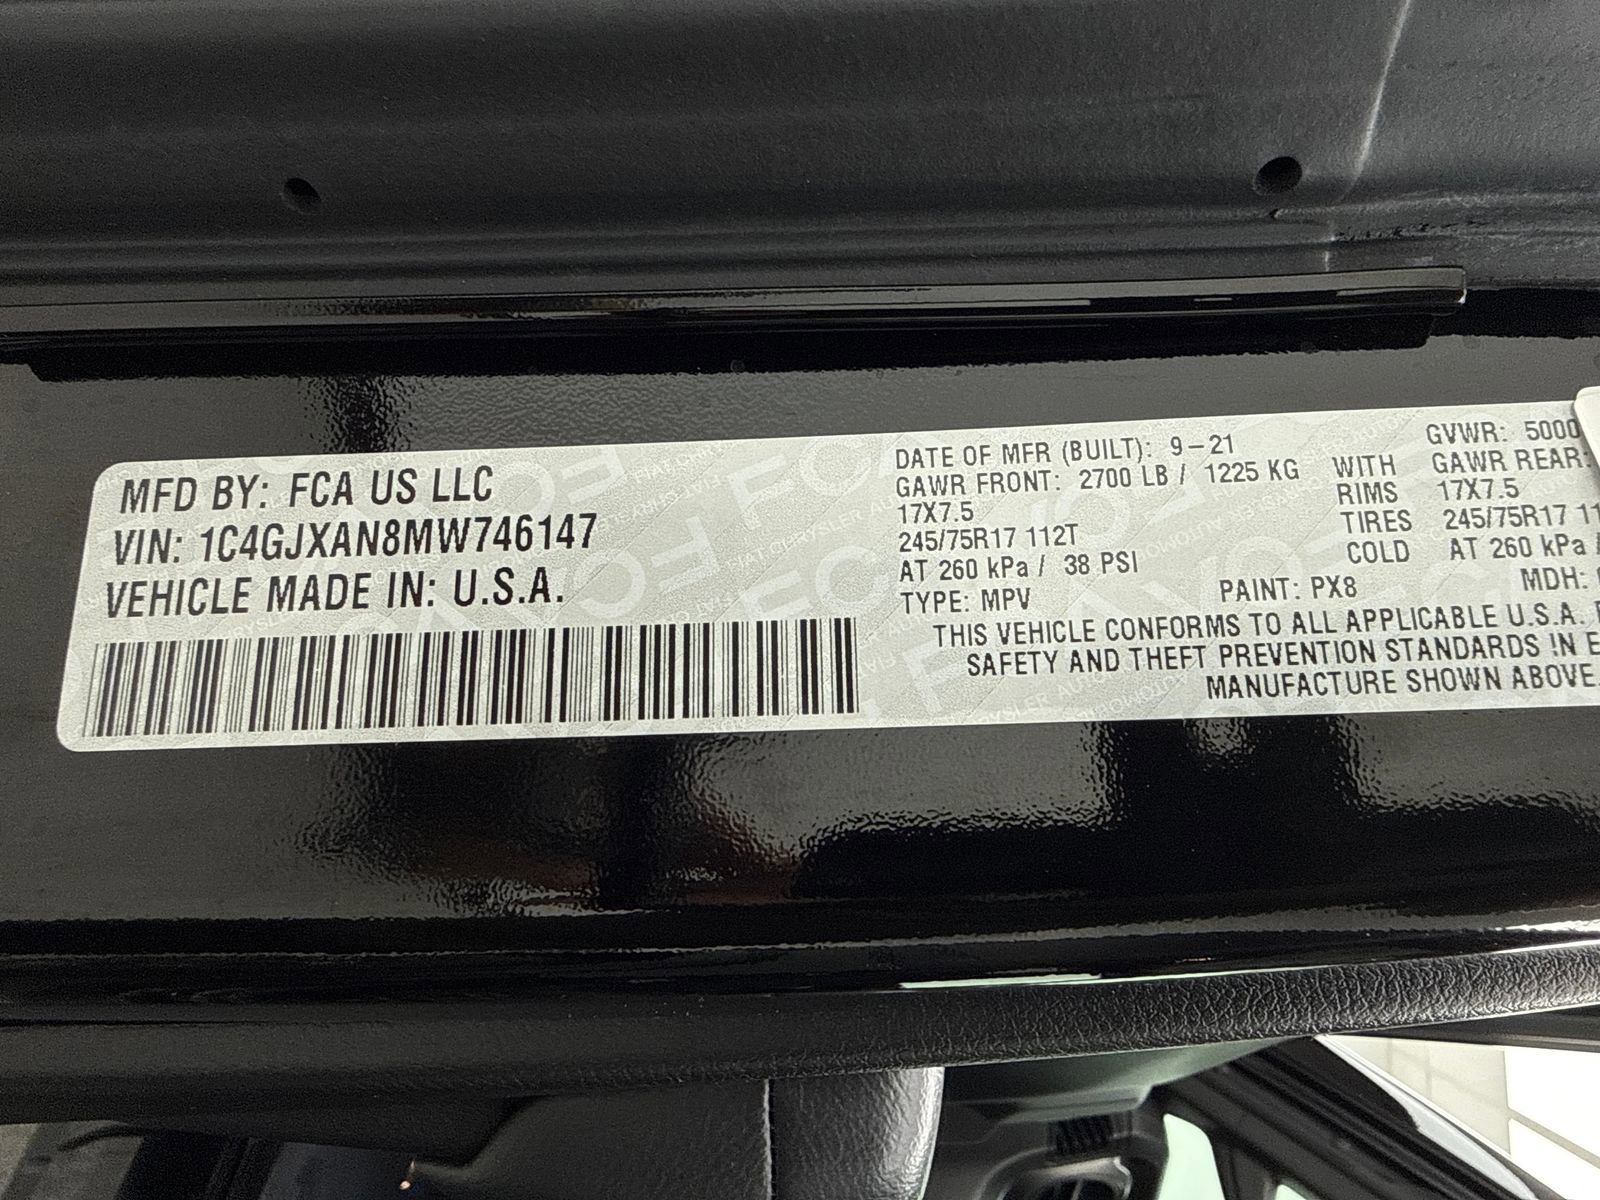 MFD BY: FCA US LLC
VIN: 1C4GJXAN8MW746147
VEHICLE MADE IN: U.S.A.
DATE OF MFR (BUILT): 9-21
GVWR: 5000
GAWR FRONT: 2700 LB / 1225 KG WITH GAWR REAR:
17X7.5 RIMS 17X7.5
245/75R17 112T TIRES 245/75R17 11
AT 260 kPa / 38 PSI COLD AT 260 kPa /
TYPE: MPV PAINT: PX8 MDH:
THIS VEHICLE CONFORMS TO ALL APPLICABLE U.S.A.
SAFETY AND THEFT PREVENTION STANDARDS IN E
MANUFACTURE SHOWN ABOVE.